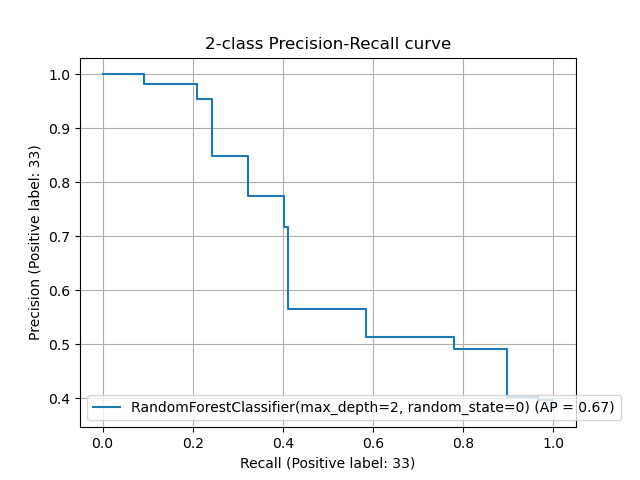 2-class Precision-Recall curve
1.0
0.9
0.8
0.7
0.6
0.5
0.4
Precision (Positive label: 33)
RandomForestClassifier(max_depth=2, random_state=0) (AP = 0.67)
0.0 0.2 0.4 0.6 0.8 1.0
Recall (Positive label: 33)